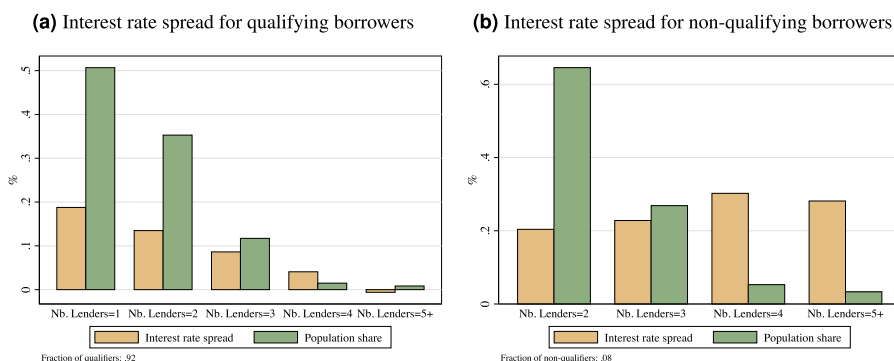 (a) Interest rate spread for qualifying borrowers
%
.5
.4
.3
.2
.1
0
Nb. Lenders=1 Nb. Lenders=2 Nb. Lenders=3 Nb. Lenders=4 Nb. Lenders=5+
Interest rate spread Population share
Fraction of qualifiers: .92
(b) Interest rate spread for non-qualifying borrowers
%
.6
.4
0.2
0
Nb. Lenders=2 Nb. Lenders=3 Nb. Lenders=4 Nb. Lenders=5+
Interest rate spread Population share
Fraction of non-qualifiers: .08